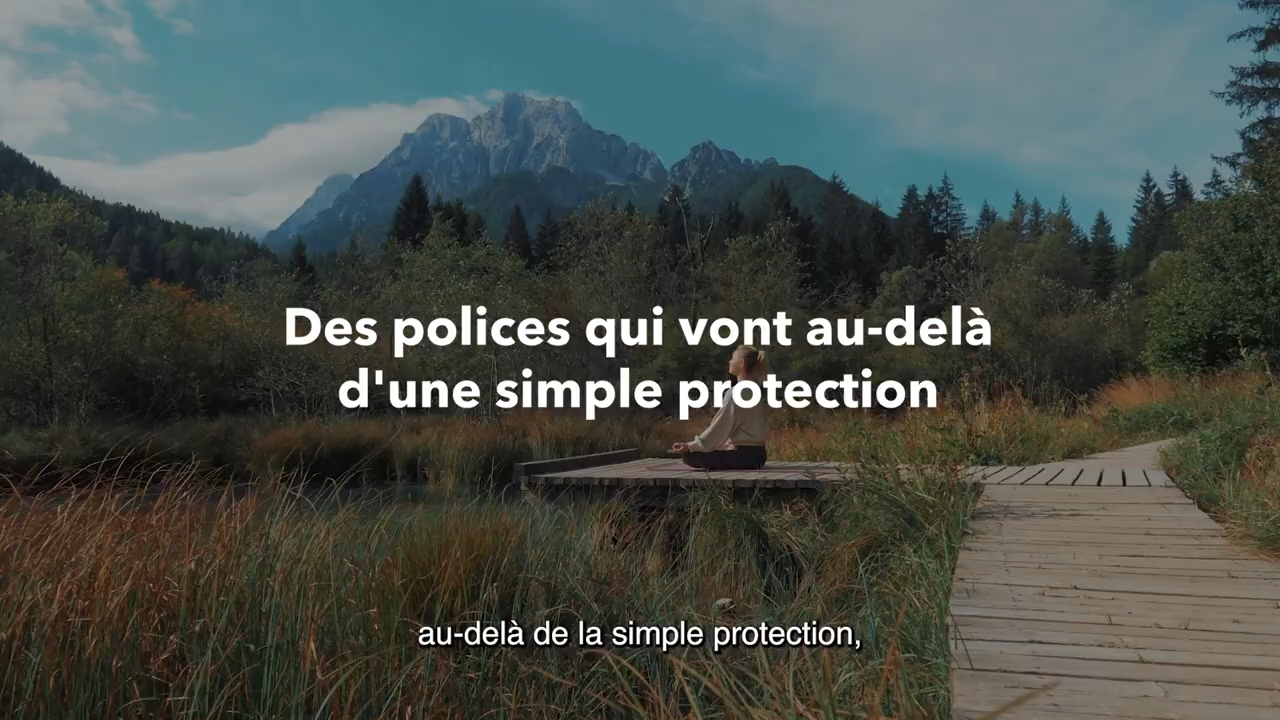 Des polices qui vont au-delà
d'une simple protection
au-delà de la simple protection,